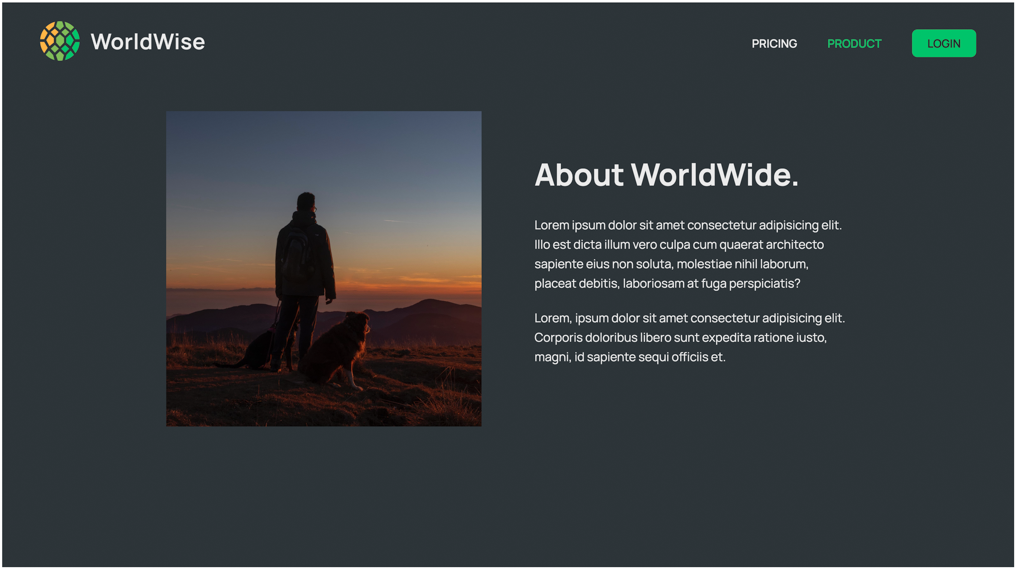 WorldWise
PRICING
PRODUCT
LOGIN
About WorldWide.
Lorem ipsum dolor sit amet consectetur adipisicing elit.
Illo est dicta illum vero culpa cum quaerat architecto
sapiente eius non soluta, molestiae nihil laborum,
placeat debitis, laboriosam at fuga perspiciatis?
Lorem, ipsum dolor sit amet consectetur adipisicing elit.
Corporis doloribus libero sunt expedita ratione iusto,
magni, id sapiente sequi officiis et.